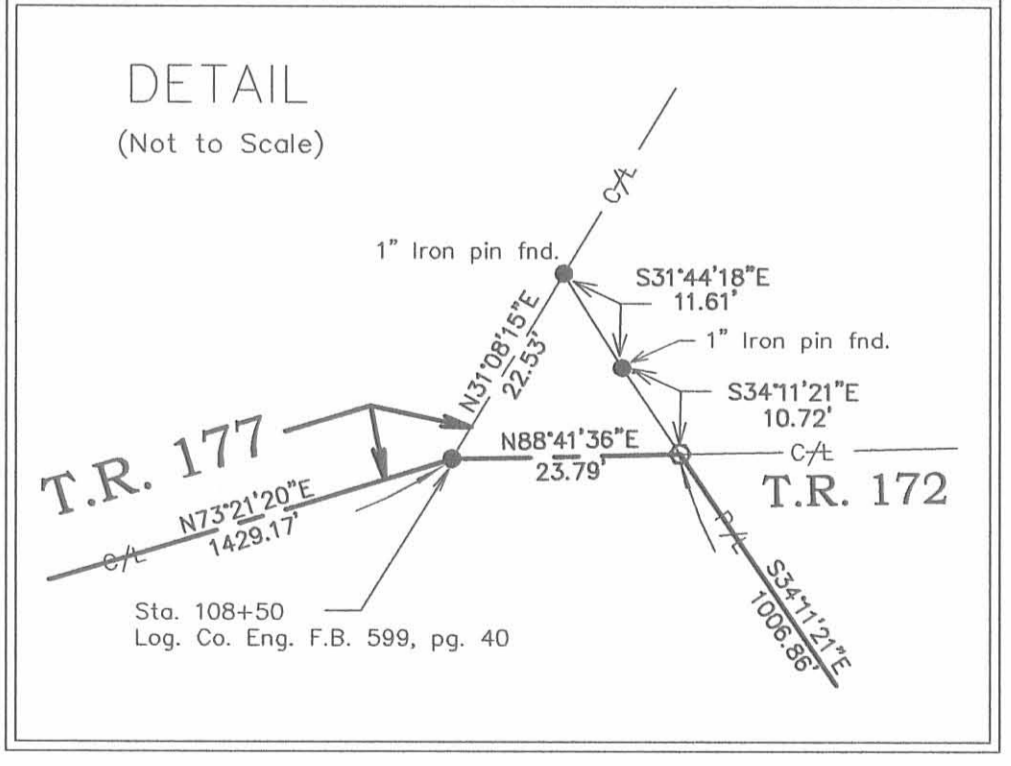 DETAIL
(Not to Scale)
C/L
1" Iron pin fnd.
S31°44'18"E
11.61'
N31°08'15"E
22.53'
1" Iron pin fnd.
S34°11'21"E
10.72'
T.R. 177
N88°41'36"E
23.79'
C/L
T.R. 172
N73°21'20"E
1429.17'
C/L
P/L
S34°11'21"E
1006.86'
Sta. 108+50
Log. Co. Eng. F.B. 599, pg. 40